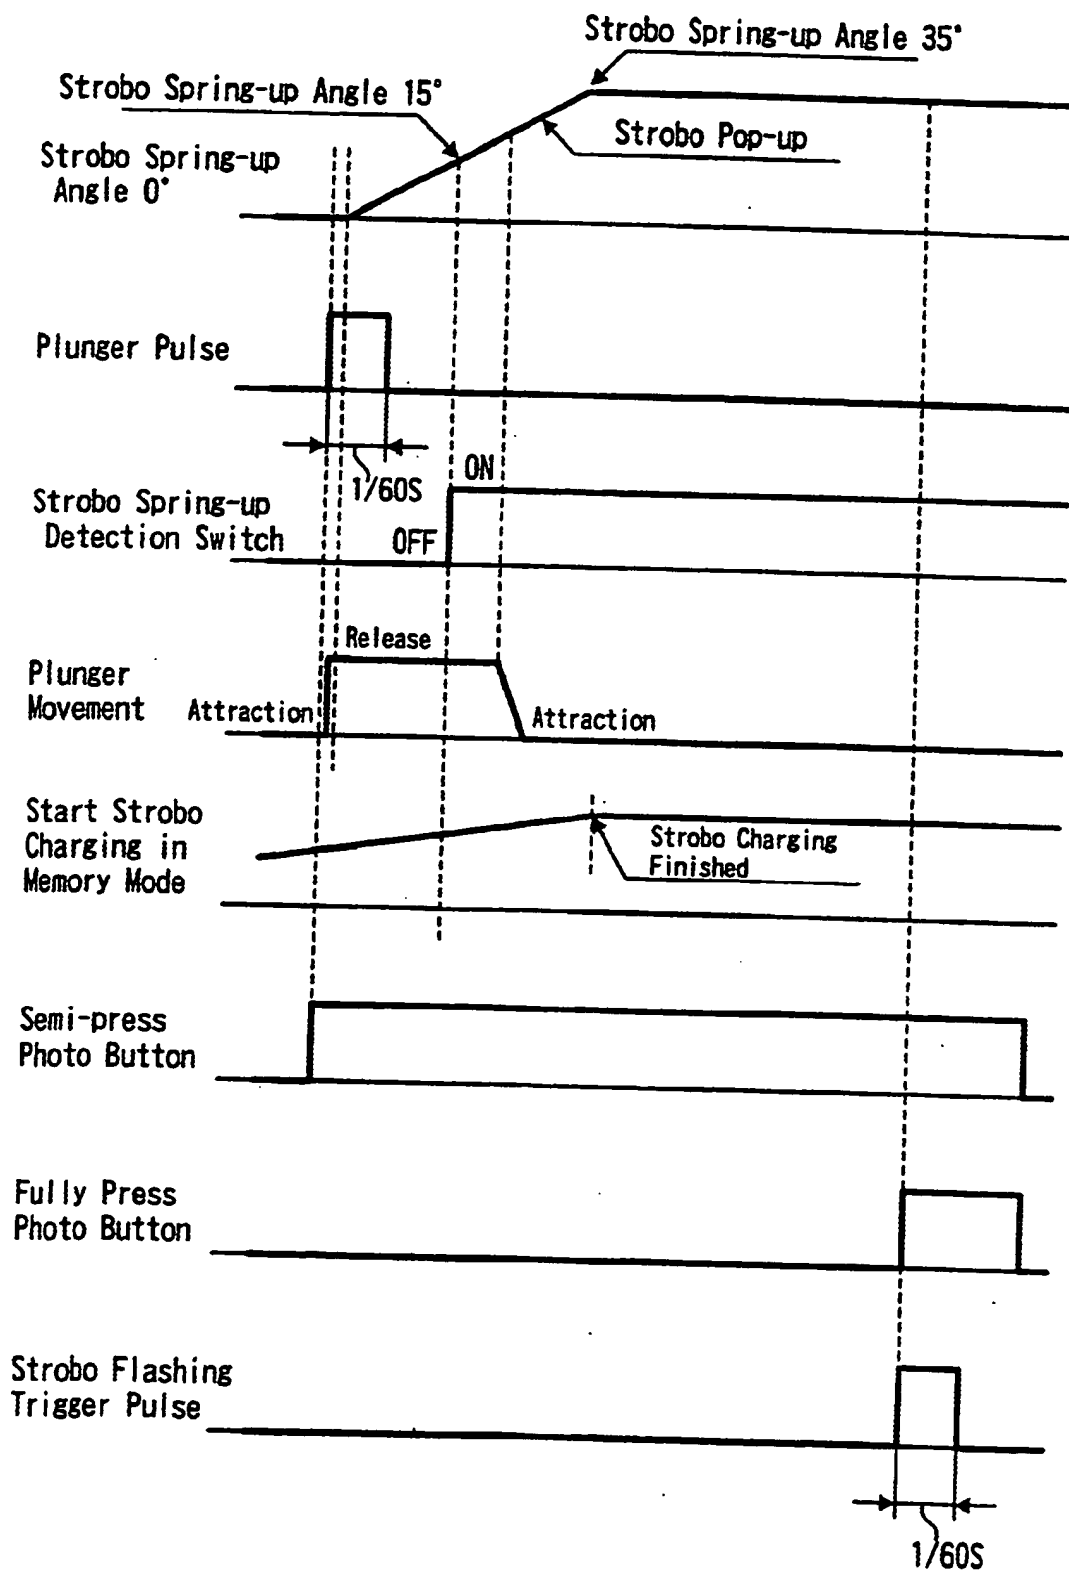 Strobo Spring-up Angle 35°
Strobo Spring-up Angle 15°
Strobo Pop-up
Strobo Spring-up
Angle 0°
Plunger Pulse
1/60S
ON
Strobo Spring-up
Detection Switch
OFF
Release
Plunger
Movement
Attraction
Attraction
Start Strobo
Charging in
Memory Mode
Strobo Charging
Finished
Semi-press
Photo Button
Fully Press
Photo Button
Strobo Flashing
Trigger Pulse
1/60S